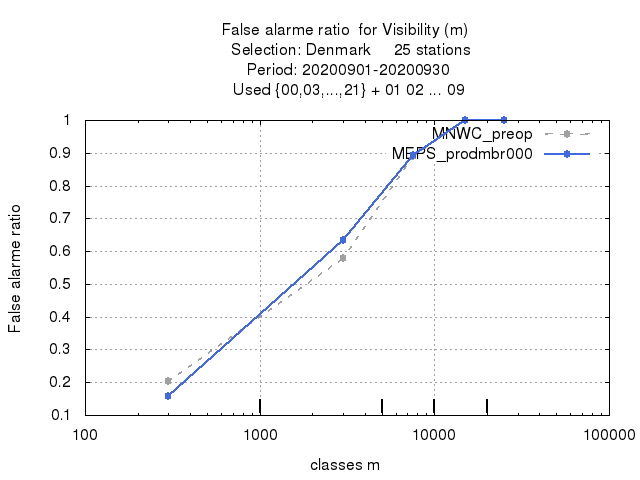 False alarme ratio  for Visibility (m)
Selection: Denmark     25 stations
Period: 20200901-20200930
Used {00,03,...,21} + 01 02 ... 09
MNWC_preop
MEPS_prodmbr000
1
0.9
0.8
0.7
0.6
0.5
0.4
0.3
0.2
0.1
False alarme ratio
100 1000 10000 100000
classes m